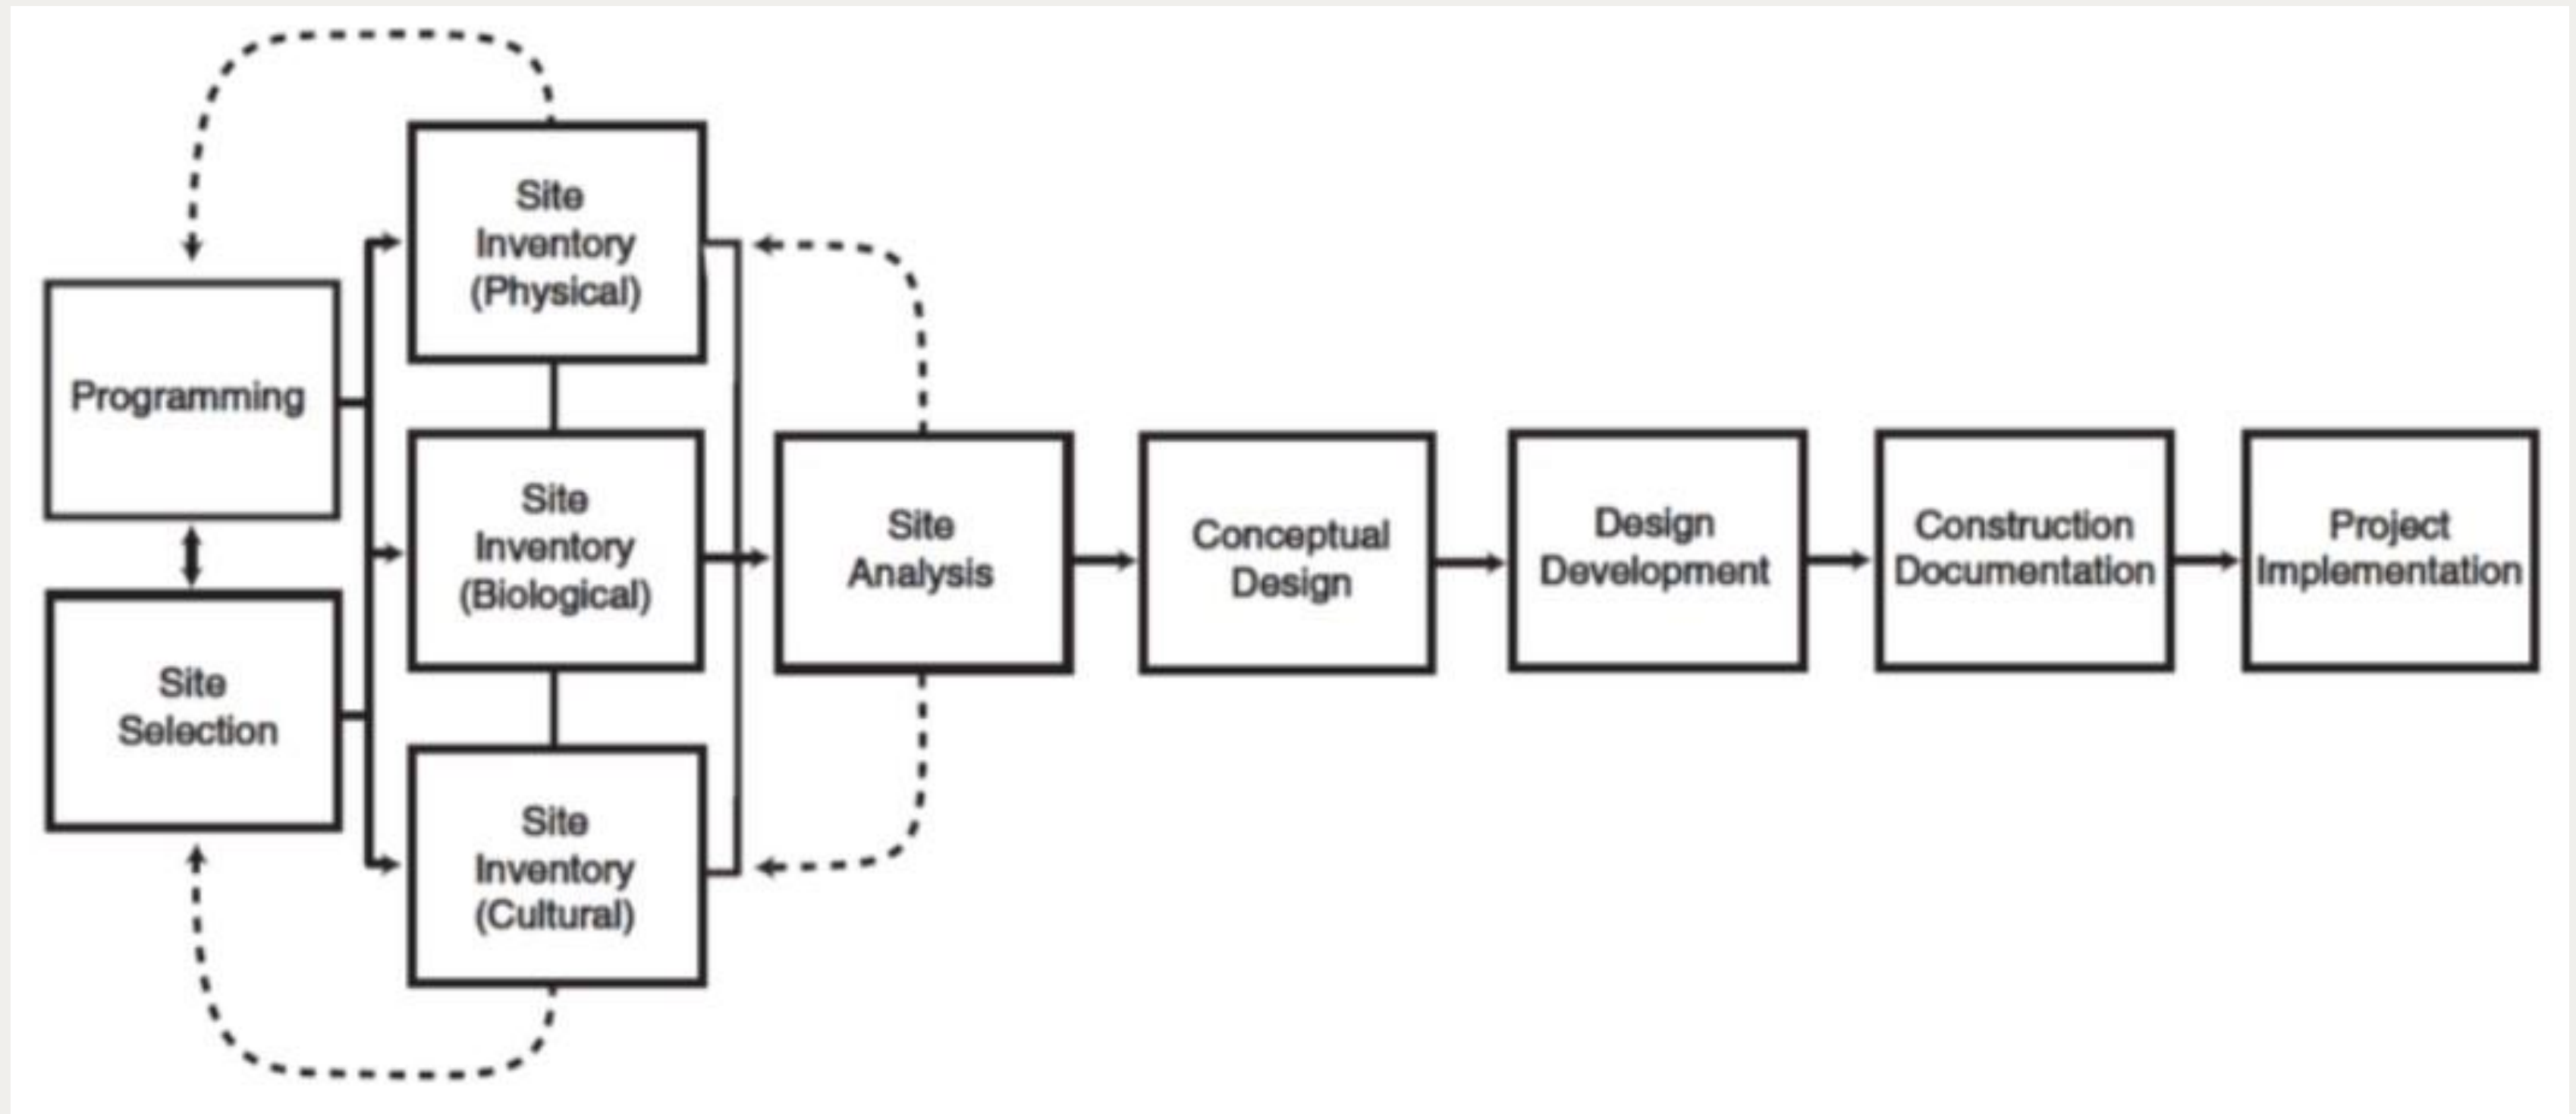 Programming
Site
Selection
Site
Inventory
(Physical)
Site
Inventory
(Biological)
Site
Inventory
(Cultural)
Site
Analysis
Conceptual
Design
Design
Development
Construction
Documentation
Project
Implementation